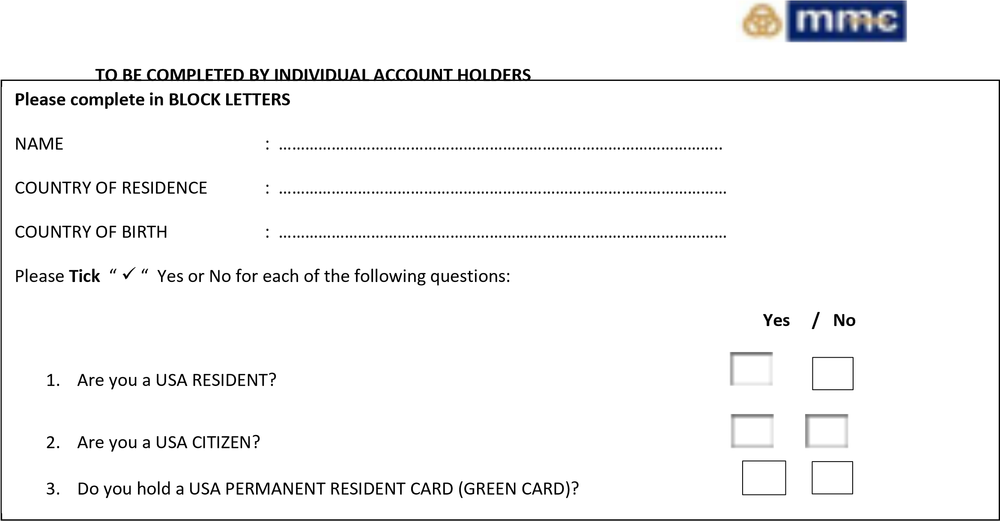 mmc
TO BE COMPLETED BY INDIVIDUAL ACCOUNT HOLDERS
Please complete in BLOCK LETTERS
NAME : ……………………………………………………………………………………..
COUNTRY OF RESIDENCE : ………………………………………………………………………………………
COUNTRY OF BIRTH : ………………………………………………………………………………………
Please Tick “ ✓ “ Yes or No for each of the following questions:
Yes / No
1. Are you a USA RESIDENT?
2. Are you a USA CITIZEN?
3. Do you hold a USA PERMANENT RESIDENT CARD (GREEN CARD)?